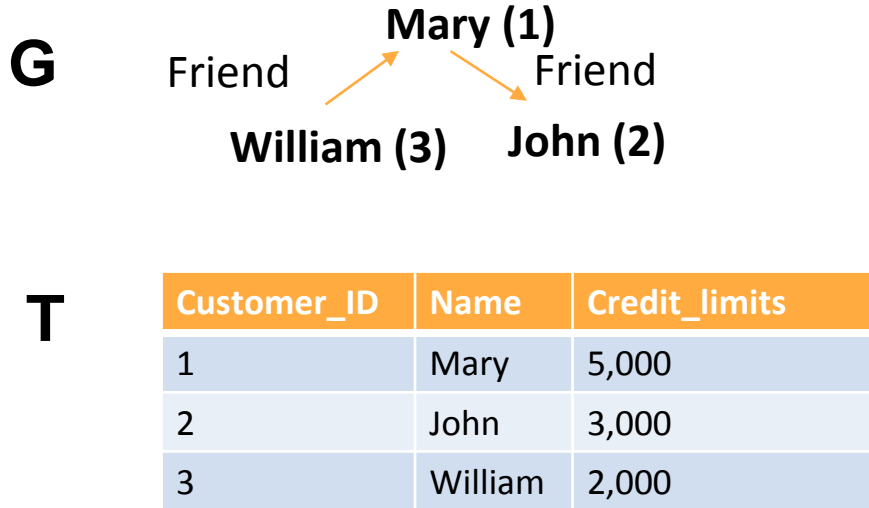 Mary (1)
G Friend Friend
William (3) John (2)
T Customer_ID Name Credit_limits
1 Mary 5,000
2 John 3,000
3 William 2,000